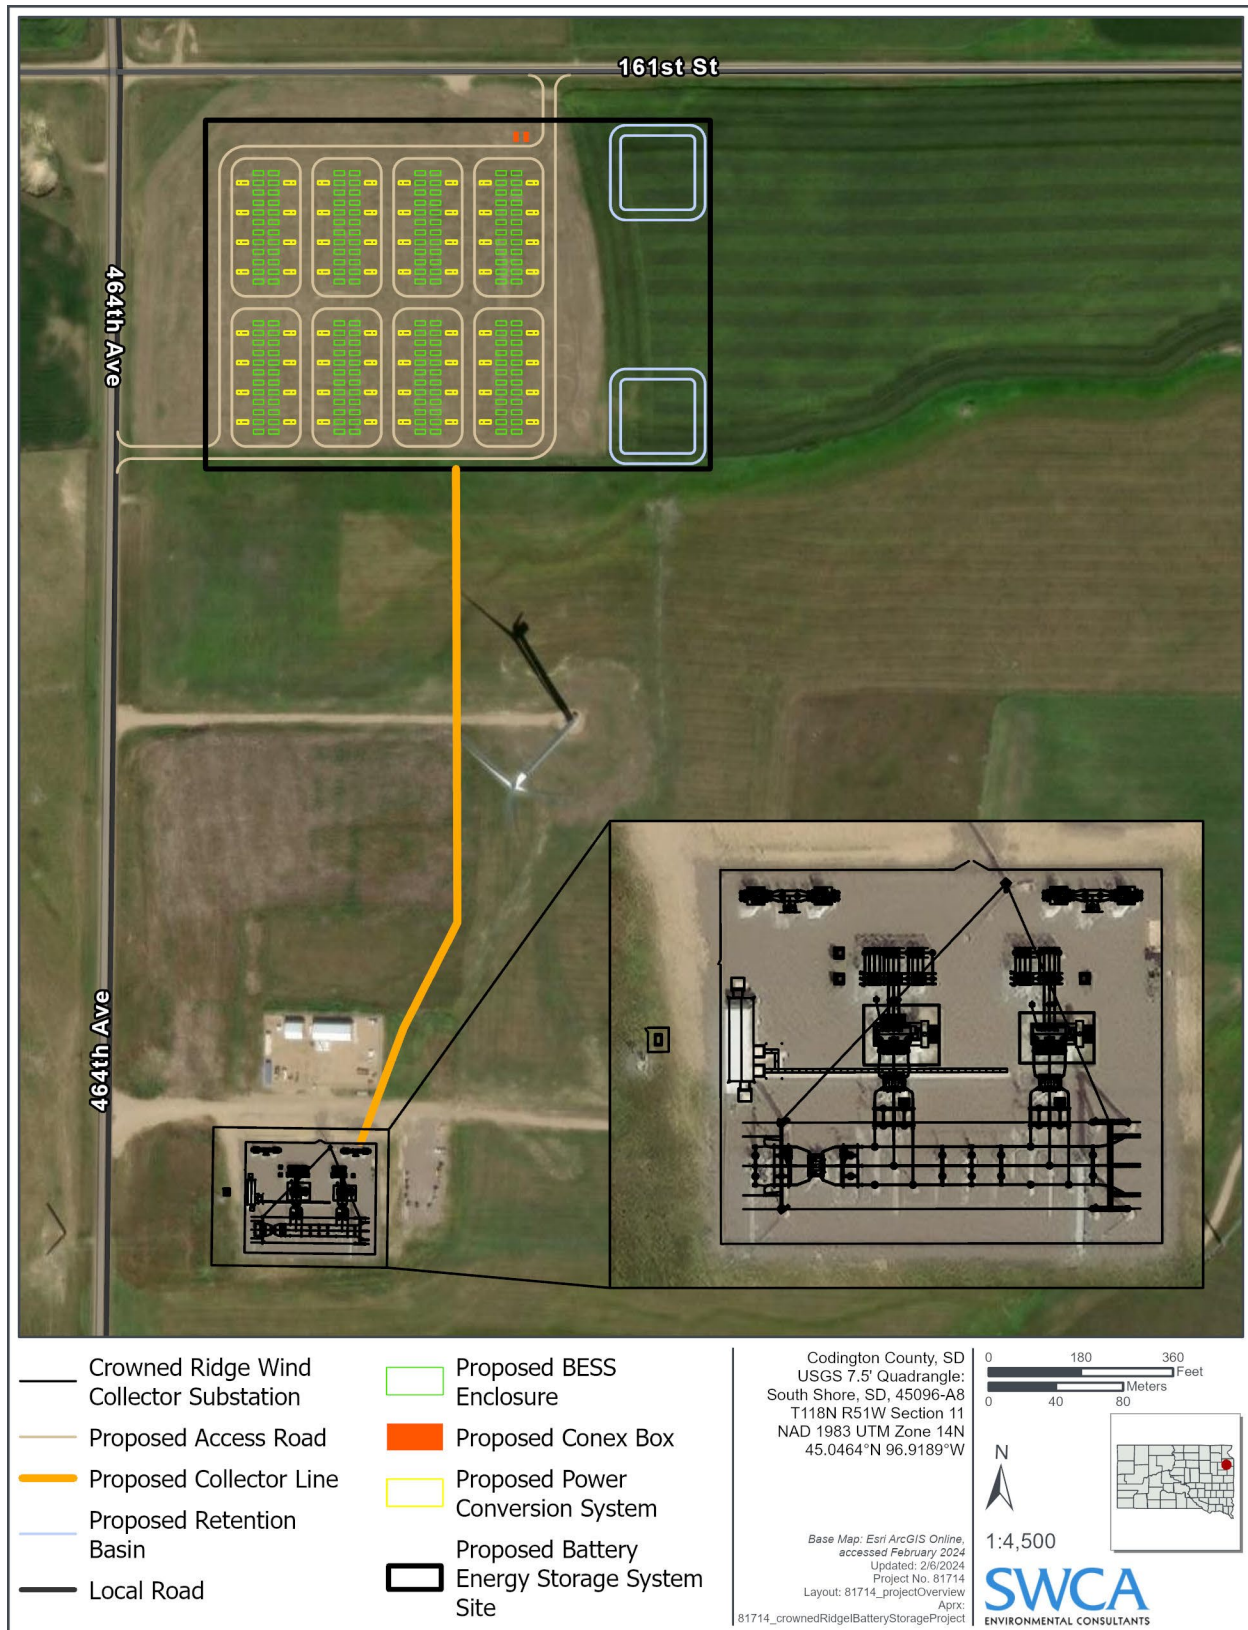 161st St
464th Ave
464th Ave
Crowned Ridge Wind
Collector Substation
Proposed Access Road
Proposed Collector Line
Proposed Retention
Basin
Local Road
Proposed BESS
Enclosure
Proposed Conex Box
Proposed Power
Conversion System
Proposed Battery
Energy Storage System
Site
Codington County, SD
USGS 7.5' Quadrangle:
South Shore, SD, 45096-A8
T118N R51W Section 11
NAD 1983 UTM Zone 14N
45.0464°N 96.9189°W
Base Map: Esri ArcGIS Online,
accessed February 2024
Updated: 2/6/2024
Project No. 81714
Layout: 81714_projectOverview
Aprx:
81714_crownedRidgeIBatteryStorageProject
0 180 360
Feet
Meters
0 40 80
N
1:4,500
SWCA
ENVIRONMENTAL CONSULTANTS